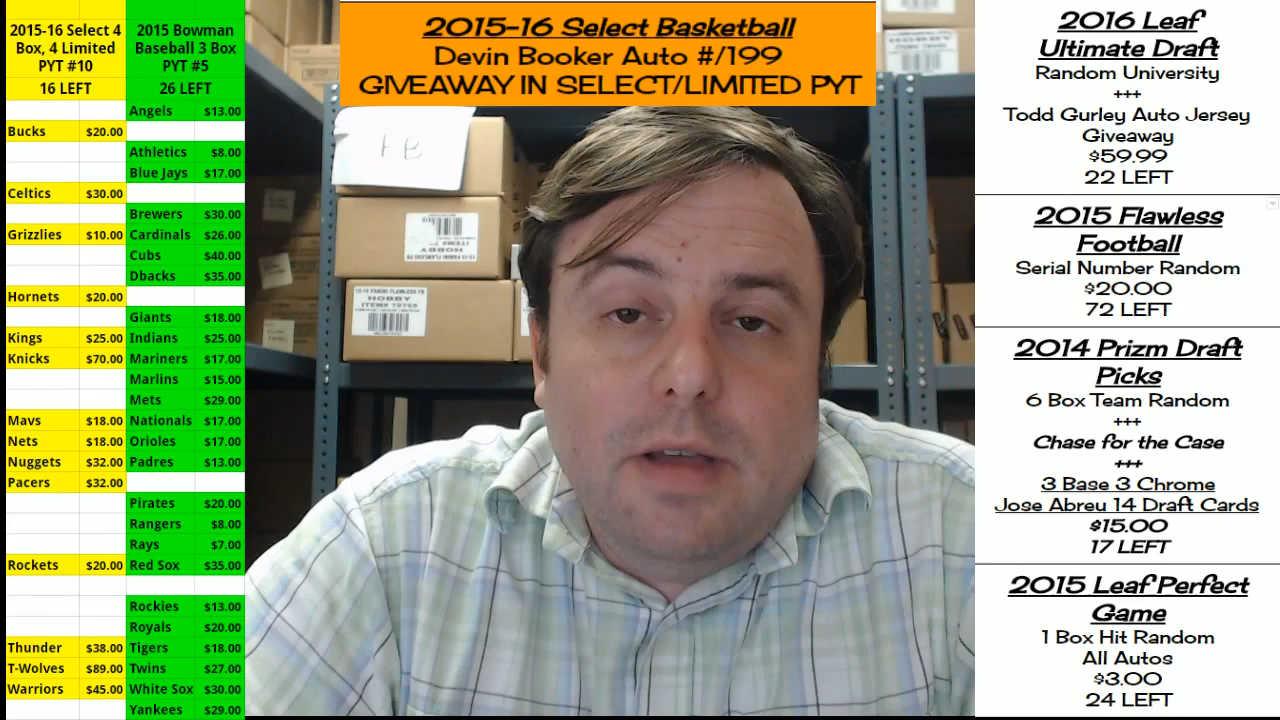 2015-16 Select 4
Box, 4 Limited
PYT #10
16 LEFT
Bucks $20.00
Celtics $30.00
Grizzlies $10.00
Hornets $20.00
Kings $25.00
Knicks $70.00
Mavs $18.00
Nets $18.00
Nuggets $32.00
Pacers $32.00
Rockets $20.00
Thunder $38.00
T-Wolves $89.00
Warriors $45.00
2015 Bowman
Baseball 3 Box
PYT #5
26 LEFT
Angels $13.00
Athletics $8.00
Blue Jays $17.00
Brewers $30.00
Cardinals $26.00
Cubs $40.00
Dbacks $35.00
Giants $18.00
Indians $25.00
Mariners $17.00
Marlins $15.00
Mets $29.00
Nationals $17.00
Orioles $17.00
Padres $13.00
Pirates $20.00
Rangers $8.00
Rays $7.00
Red Sox $35.00
Rockies $13.00
Royals $20.00
Tigers $18.00
Twins $27.00
White Sox $30.00
Yankees $29.00
2015-16 Select Basketball
Devin Booker Auto #/199
GIVEAWAY IN SELECT/LIMITED PYT
FB
HOBBY
HOBBY
2016 Leaf
Ultimate Draft
Random University
+++
Todd Gurley Auto Jersey
Giveaway
$59.99
22 LEFT
2015 Flawless
Football
Serial Number Random
$20.00
72 LEFT
2014 Prizm Draft
Picks
6 Box Team Random
+++
Chase for the Case
+++
3 Base 3 Chrome
Jose Abreu 14 Draft Cards
$15.00
17 LEFT
2015 Leaf Perfect
Game
1 Box Hit Random
All Autos
$3.00
24 LEFT